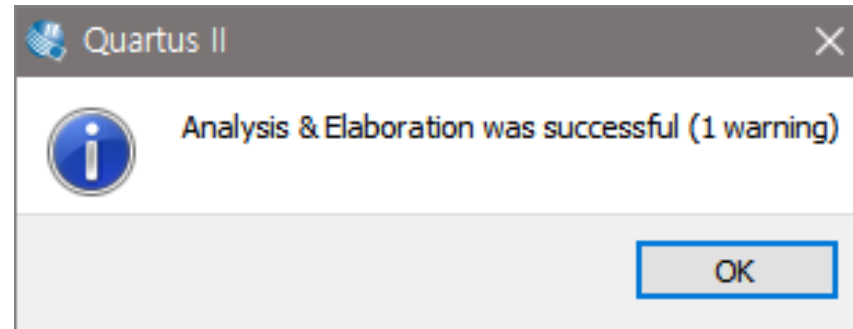 Quartus II
Analysis & Elaboration was successful (1 warning)
OK